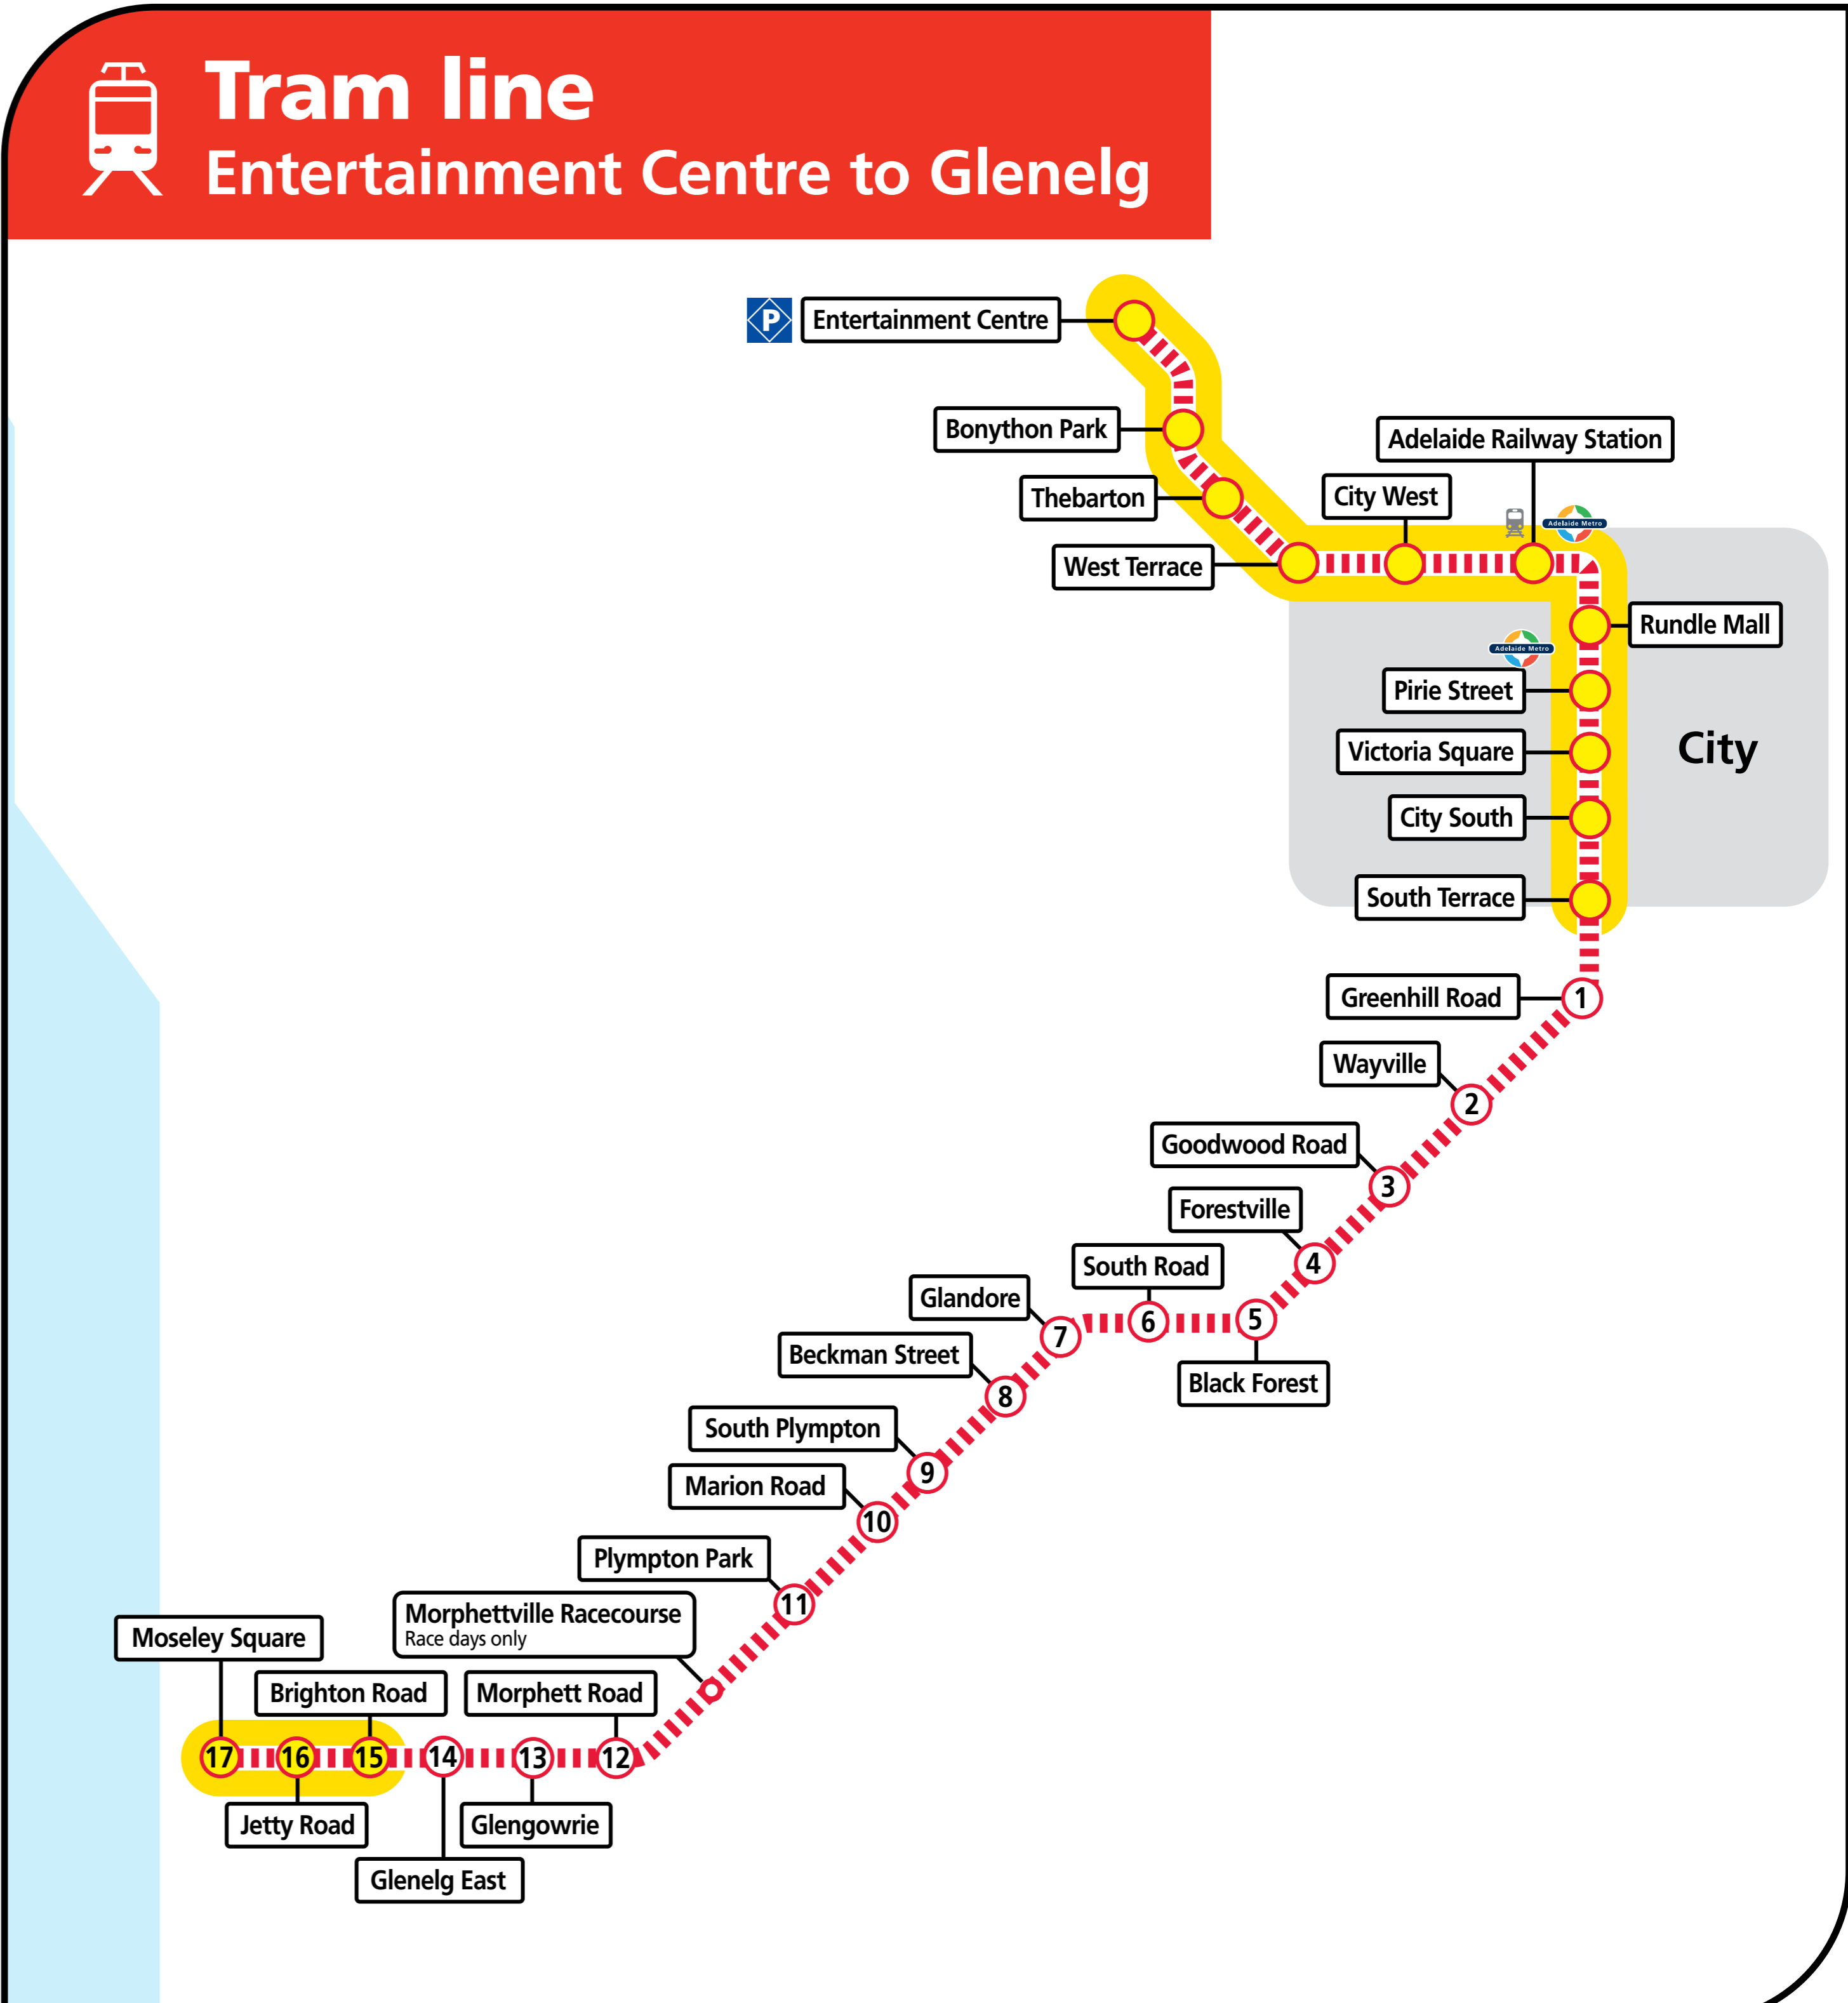 Tram line
Entertainment Centre to Glenelg
P
Entertainment Centre
Bonython Park
Adelaide Railway Station
Thebarton
City West
Adelaide Metro
West Terrace
Rundle Mall
Adelaide Metro
Pirie Street
Victoria Square
City
City South
South Terrace
Greenhill Road
1
Wayville
2
Goodwood Road
3
Forestville
4
South Road
6
5
Black Forest
Glandore
7
Beckman Street
8
South Plympton
9
Marion Road
10
Plympton Park
11
Morphettville Racecourse
Race days only
Moseley Square
Brighton Road
Morphett Road
17
16
15
14
13
12
Jetty Road
Glengowrie
Glenelg East